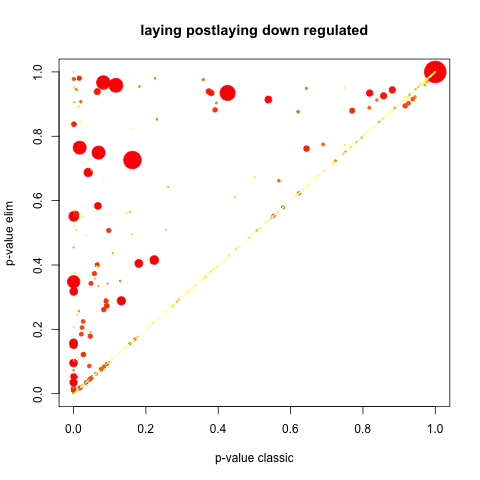 laying postlaying down regulated
p-value elim
1.0
0.8
0.6
0.4
0.2
0.0
0.0 0.2 0.4 0.6 0.8 1.0
p-value classic